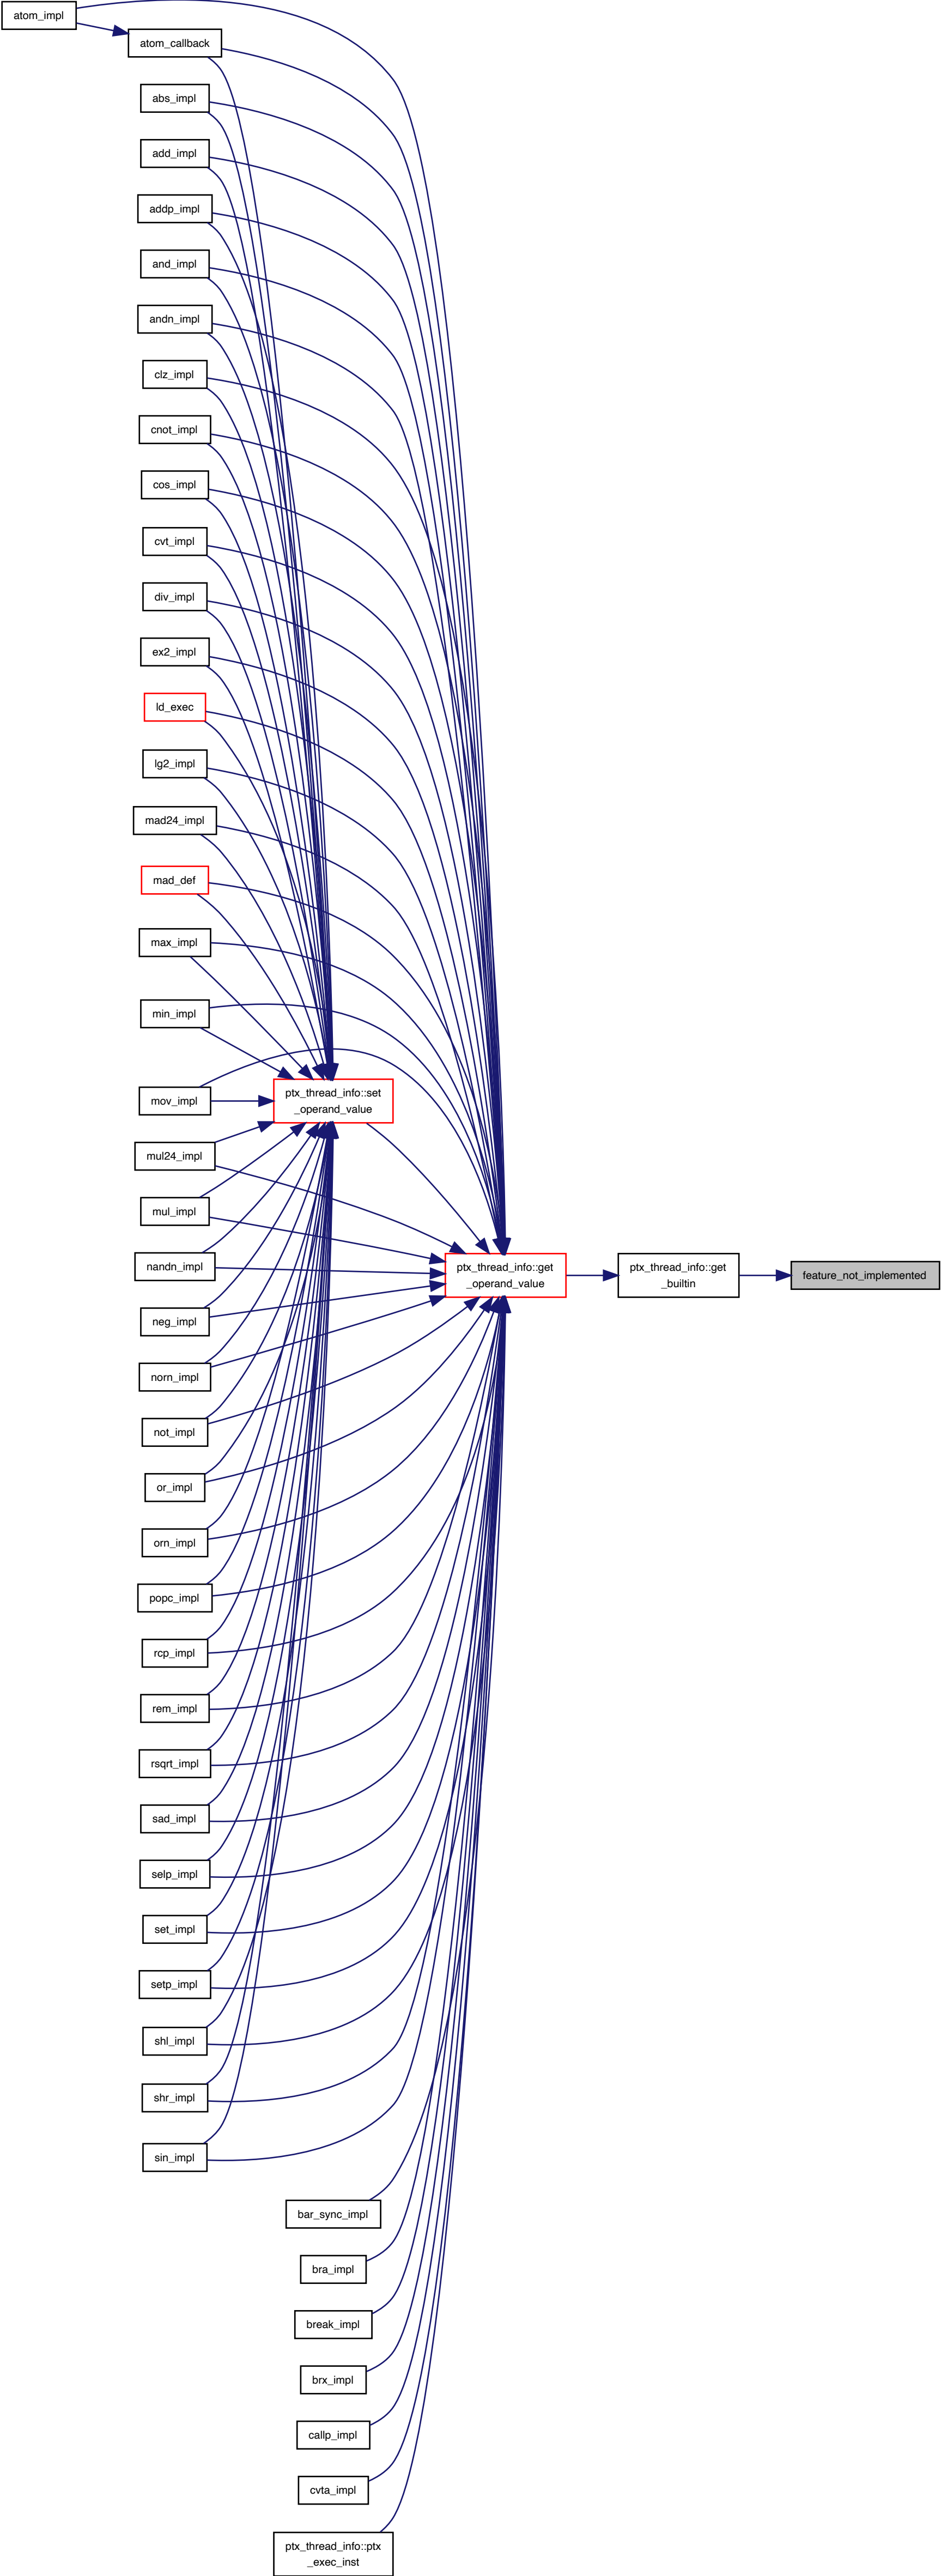 atom_impl
atom_callback
abs_impl
add_impl
addp_impl
and_impl
andn_impl
clz_impl
cnot_impl
cos_impl
cvt_impl
div_impl
ex2_impl
ld_exec
lg2_impl
mad24_impl
mad_def
max_impl
min_impl
mov_impl
ptx_thread_info::set
_operand_value
mul24_impl
mul_impl
nandn_impl
ptx_thread_info::get
_operand_value
ptx_thread_info::get
_builtin
feature_not_implemented
neg_impl
norn_impl
not_impl
or_impl
orn_impl
popc_impl
rcp_impl
rem_impl
rsqrt_impl
sad_impl
selp_impl
set_impl
setp_impl
shl_impl
shr_impl
sin_impl
bar_sync_impl
bra_impl
break_impl
brx_impl
callp_impl
cvta_impl
ptx_thread_info::ptx
_exec_inst